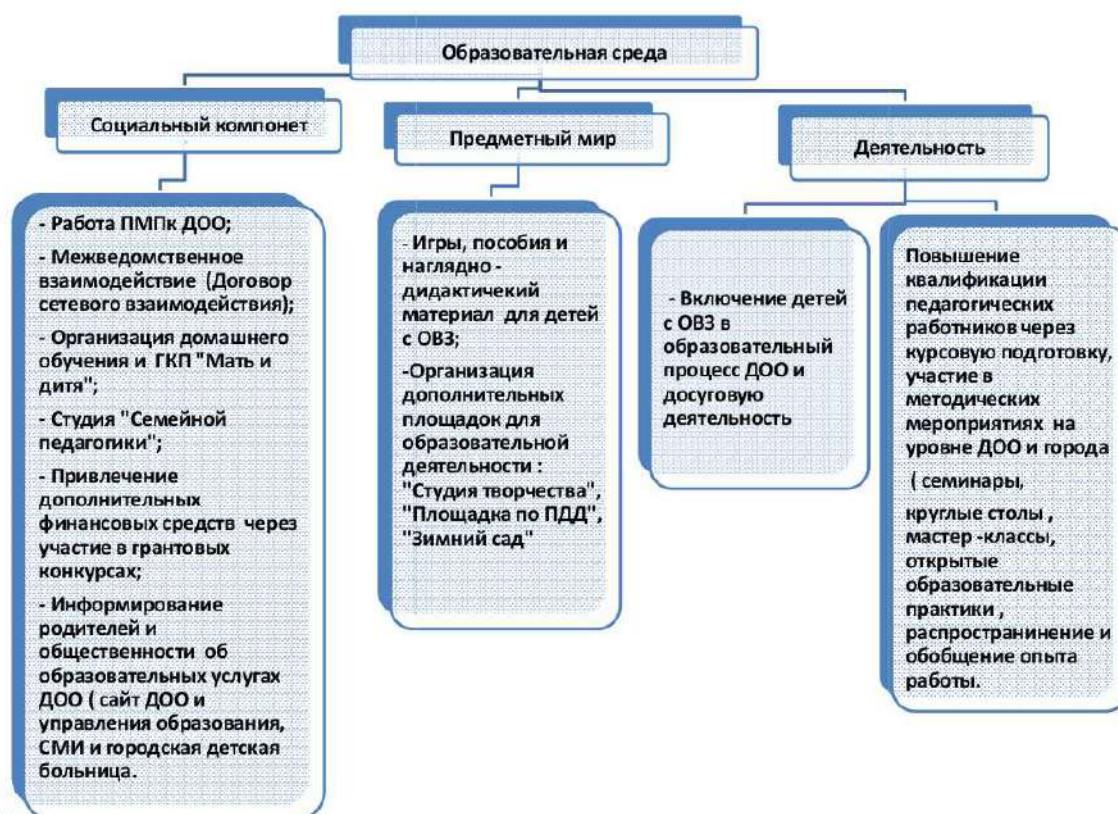 Образовательная среда
Социальный компонет
Предметный мир
Деятельность
- Работа ПМПк ДОО;
- Межведомственное
взаимодействие (Договор
сетевого взаимодействия);
- Организация домашнего
обучения и ГКП "Мать и
дитя";
- Студия "Семейной
педагогики";
- Привлечение
дополнительных
финансовых средств через
участие в грантовых
конкурсах;
- Информирование
родителей и
общественности об
образовательных услугах
ДОО ( сайт ДОО и
управления образования,
СМИ и городская детская
больница.
- Игры, пособия и
наглядно -
дидактичекий
материал для детей
с ОВЗ;
-Организация
дополнительных
площадок для
образовательной
деятельности :
"Студия творчества",
"Площадка по ПДД",
"Зимний сад"
- Включение детей
с ОВЗ в
образовательный
процесс ДОО и
досуговую
деятельность
Повышение
квалификации
педагогических
работников через
курсовую подготовку,
участие в
методических
мероприятиях на
уровне ДОО и города
( семинары,
круглые столы ,
мастер -классы,
открытые
образовательные
практики ,
распространинение и
обобщение опыта
работы.